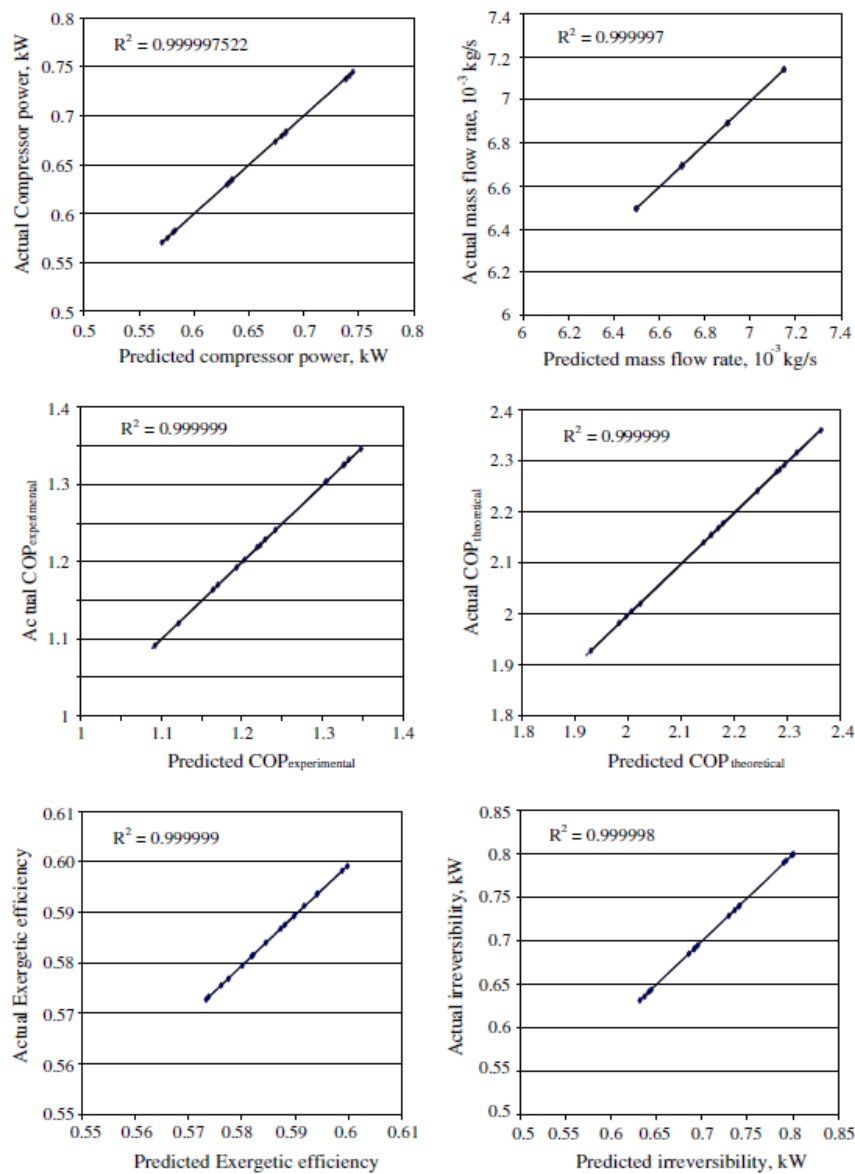 R² = 0.999997522
Actual Compressor power, kW
0.8
0.75
0.7
0.65
0.6
0.55
0.5
0.5 0.55 0.6 0.65 0.7 0.75 0.8
Predicted compressor power, kW
R² = 0.999997
Actual mass flow rate, 10⁻³ kg/s
7.4
7.2
7
6.8
6.6
6.4
6.2
6
6 6.2 6.4 6.6 6.8 7 7.2 7.4
Predicted mass flow rate, 10⁻³ kg/s
R² = 0.999999
Actual COPexperimental
1.4
1.3
1.2
1.1
1
1 1.1 1.2 1.3 1.4
Predicted COPexperimental
R² = 0.999999
Actual COPtheoretical
2.4
2.3
2.2
2.1
2
1.9
1.8
1.8 1.9 2 2.1 2.2 2.3 2.4
Predicted COPtheoretical
R² = 0.999999
Actual Exergetic efficiency
0.61
0.60
0.59
0.58
0.57
0.56
0.55
0.55 0.56 0.57 0.58 0.59 0.6 0.61
Predicted Exergetic efficiency
R² = 0.999998
Actual irreversibility, kW
0.85
0.8
0.75
0.7
0.65
0.6
0.55
0.5
0.5 0.55 0.6 0.65 0.7 0.75 0.8 0.85
Predicted irreversibility, kW